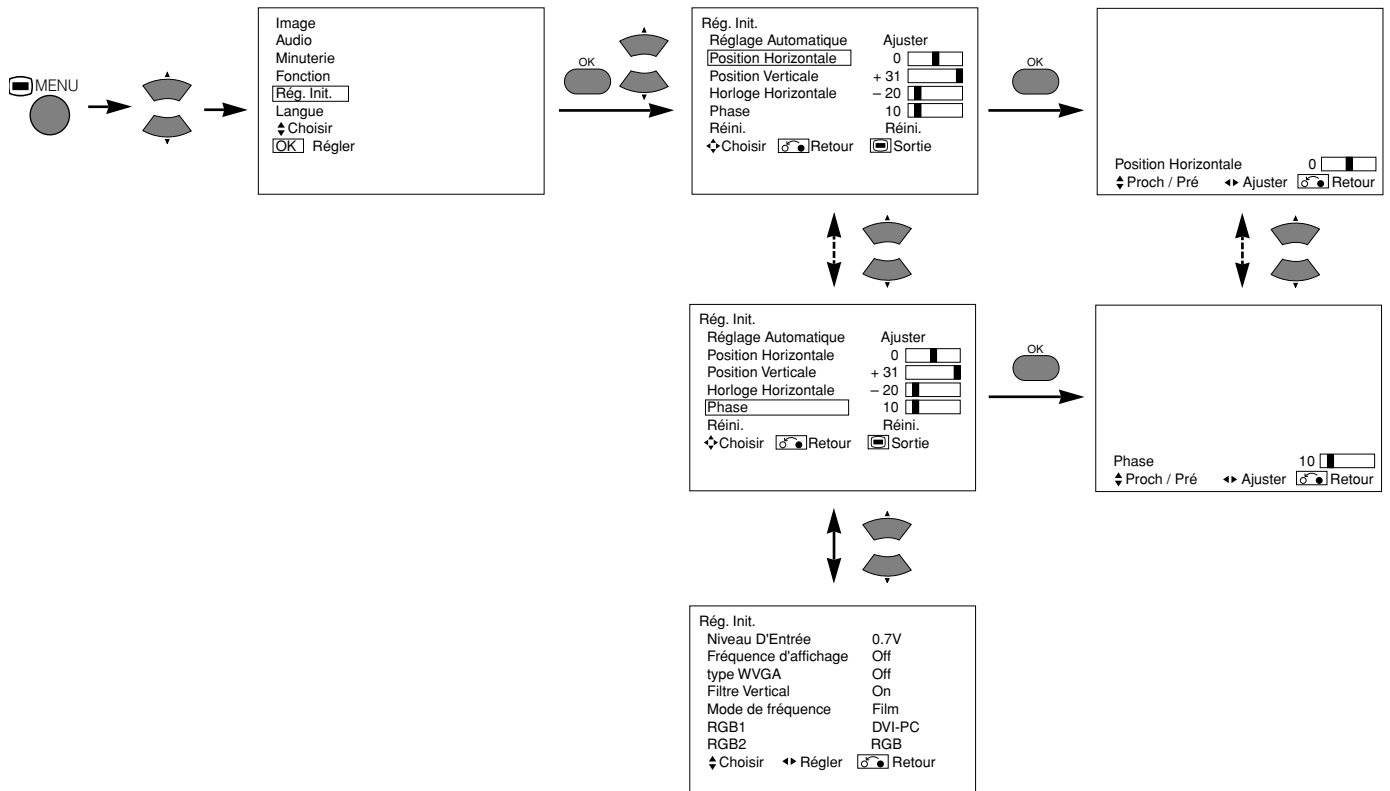 MENU
Image
Audio
Minuterie
Fonction
Rég. Init.
Langue
Choisir
OK Régler
OK
Rég. Init.
Réglage Automatique Ajuster
Position Horizontale 0
Position Verticale + 31
Horloge Horizontale – 20
Phase 10
Réini. Réini.
Choisir Retour Sortie
OK
Position Horizontale 0
Proch / Pré Ajuster Retour
Rég. Init.
Réglage Automatique Ajuster
Position Horizontale 0
Position Verticale + 31
Horloge Horizontale – 20
Phase 10
Réini. Réini.
Choisir Retour Sortie
OK
Phase 10
Proch / Pré Ajuster Retour
Rég. Init.
Niveau D'Entrée 0.7V
Fréquence d'affichage Off
type WVGA Off
Filtre Vertical On
Mode de fréquence Film
RGB1 DVI-PC
RGB2 RGB
Choisir Régler Retour